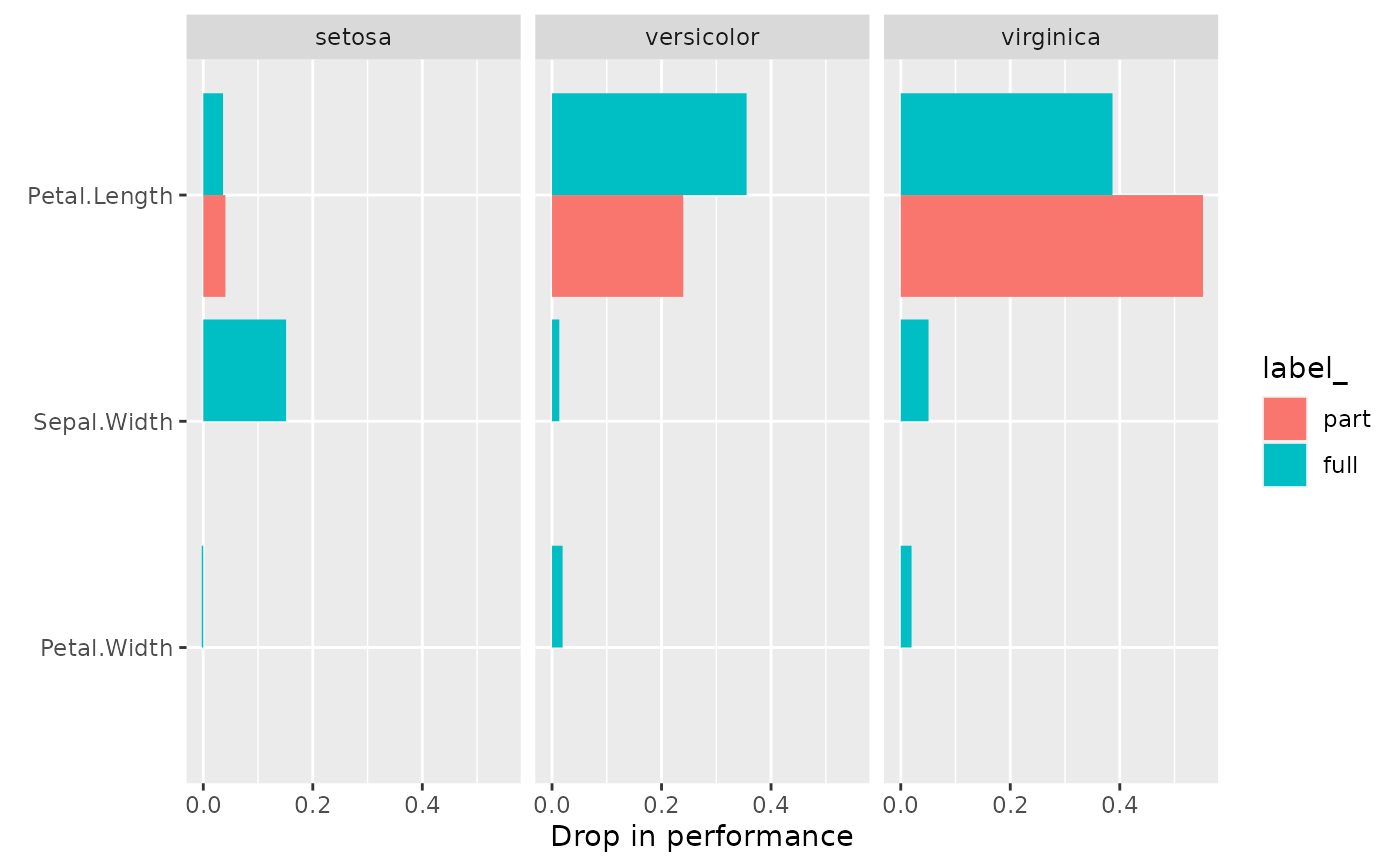 setosa versicolor virginica
Petal.Length
Sepal.Width
Petal.Width
0.0 0.2 0.4 0.0 0.2 0.4 0.0 0.2 0.4
Drop in performance
label_
part
full